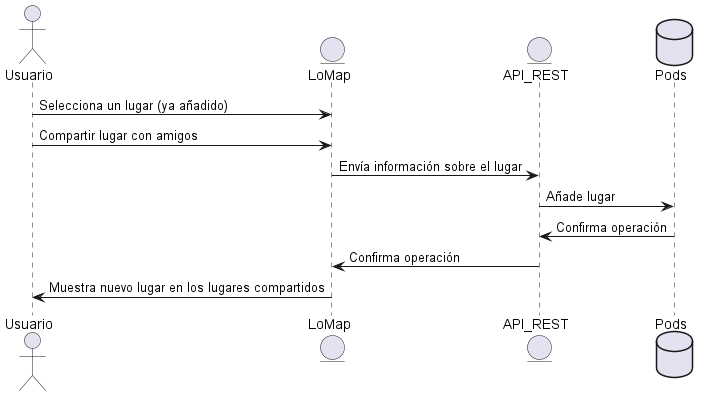 Usuario
LoMap
API_REST
Pods
Selecciona un lugar (ya añadido)
Compartir lugar con amigos
Envía información sobre el lugar
Añade lugar
Confirma operación
Confirma operación
Muestra nuevo lugar en los lugares compartidos
Usuario
LoMap
API_REST
Pods